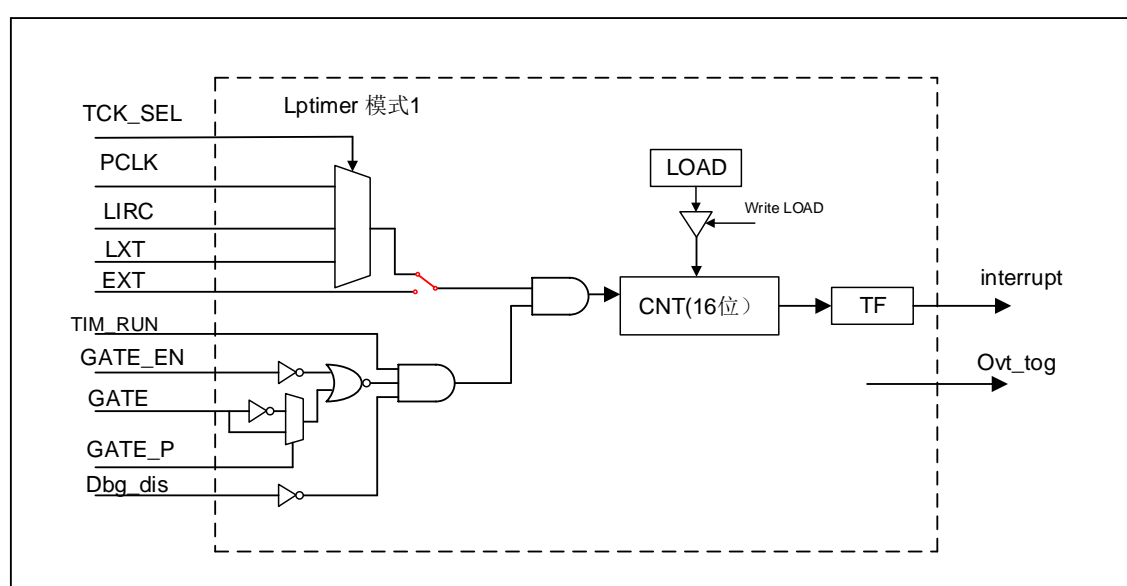 Lptimer 模式1
TCK_SEL
PCLK
LIRC
LXT
EXT
TIM_RUN
GATE_EN
GATE
GATE_P
Dbg_dis
LOAD
Write LOAD
CNT(16位）
TF
interrupt
Ovt_tog